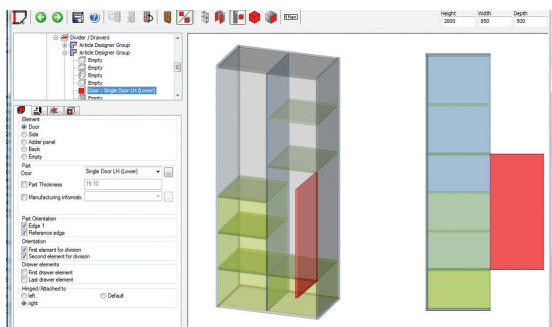 Height Width Depth
2000 850 500
RMan
Divider / Drawers
Article Designer Group
Article Designer Group
Empty
Empty
Empty
Empty
Door : Single Door LH (Lower)
Empty
Element
Door
Side
Adder panel
Back
Empty
Part
Door Single Door LH (Lower) ...
Part Thickness 19.10
Manufacturing informatic ...
Part Orientation
Edge 1
Reference edge
Orientation
First element for division
Second element for division
Drawer elements
First drawer element
Last drawer element
Hinged/Attached to
left Default
right